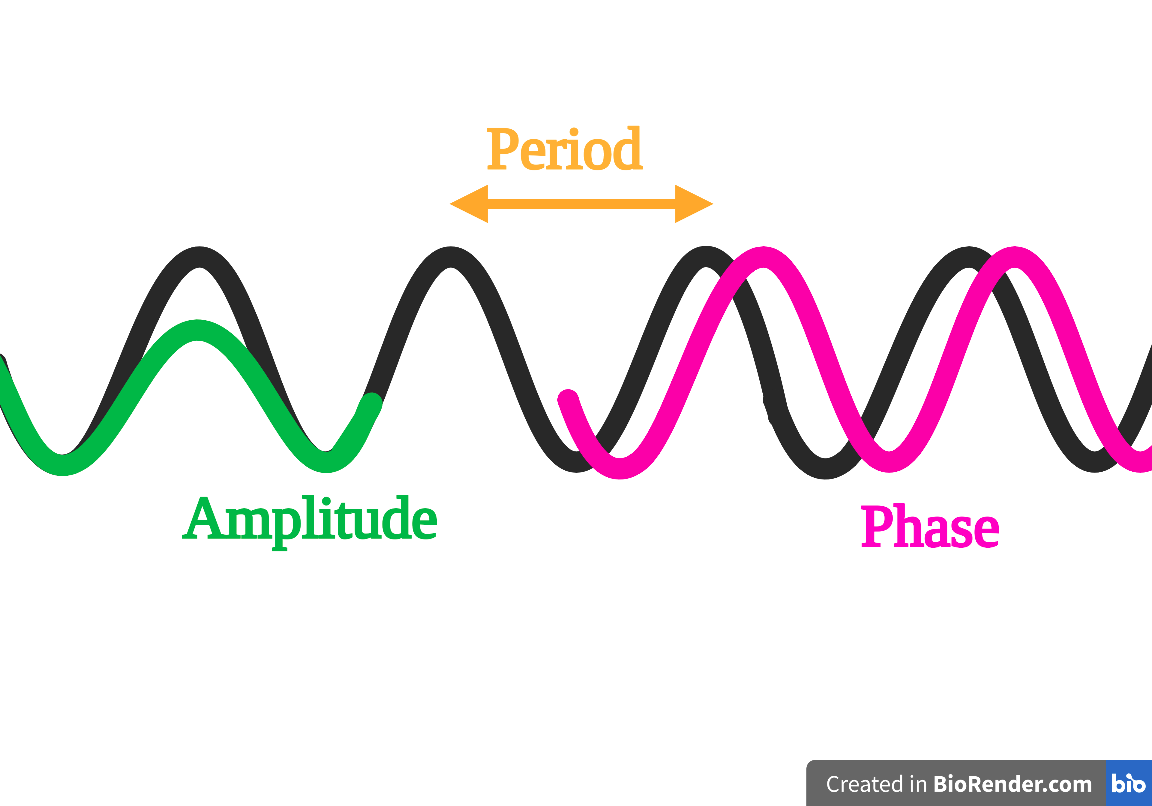 Period
Amplitude
Phase
Created in BioRender.com bio